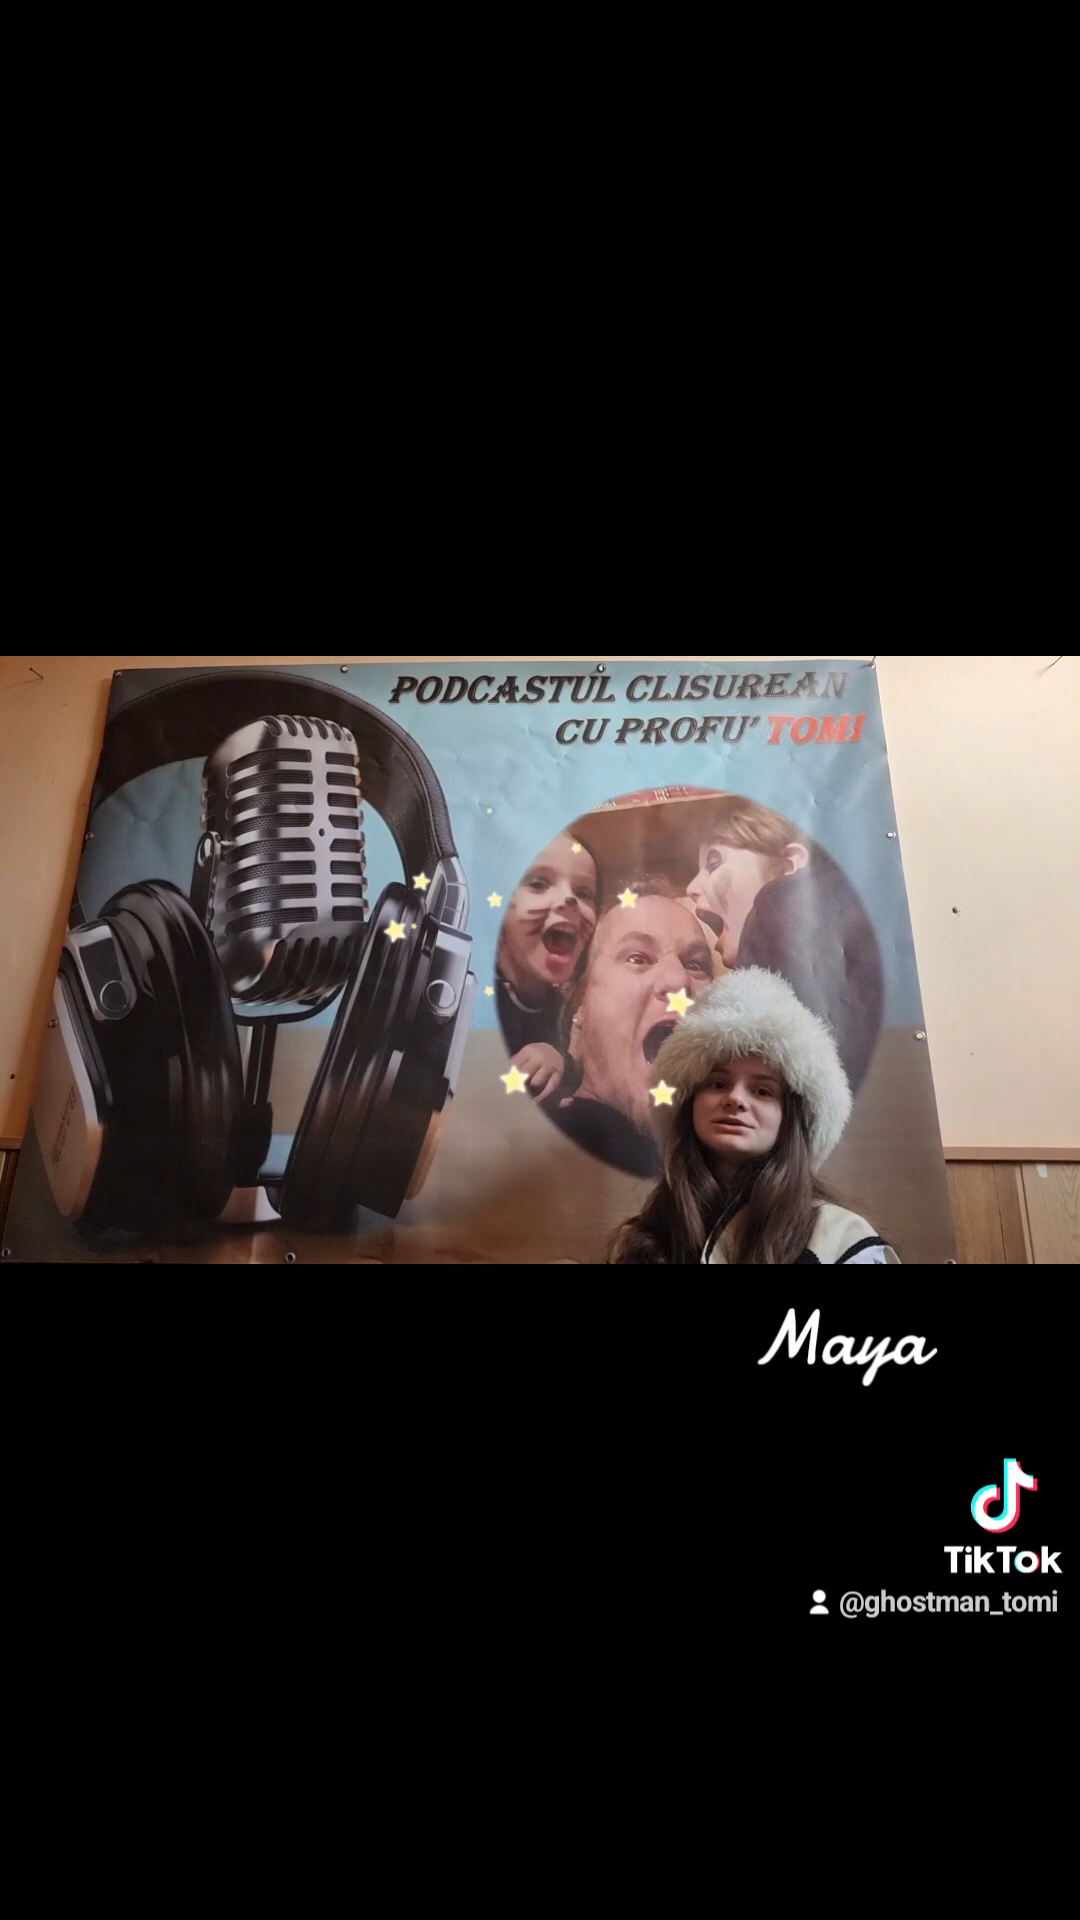 PODCASTUL CLISUREAN
CU PROFU' TOMI
Maya
TikTok
@ghostman_tomi